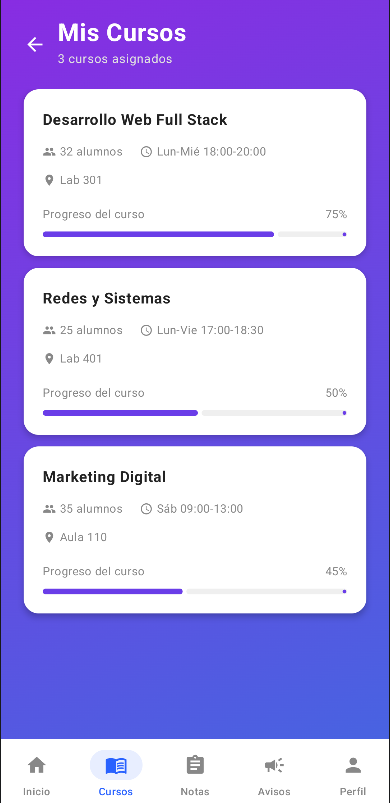 Mis Cursos
3 cursos asignados
Desarrollo Web Full Stack
32 alumnos Lun-Mié 18:00-20:00
Lab 301
Progreso del curso 75%
Redes y Sistemas
25 alumnos Lun-Vie 17:00-18:30
Lab 401
Progreso del curso 50%
Marketing Digital
35 alumnos Sáb 09:00-13:00
Aula 110
Progreso del curso 45%
Inicio Cursos Notas Avisos Perfil